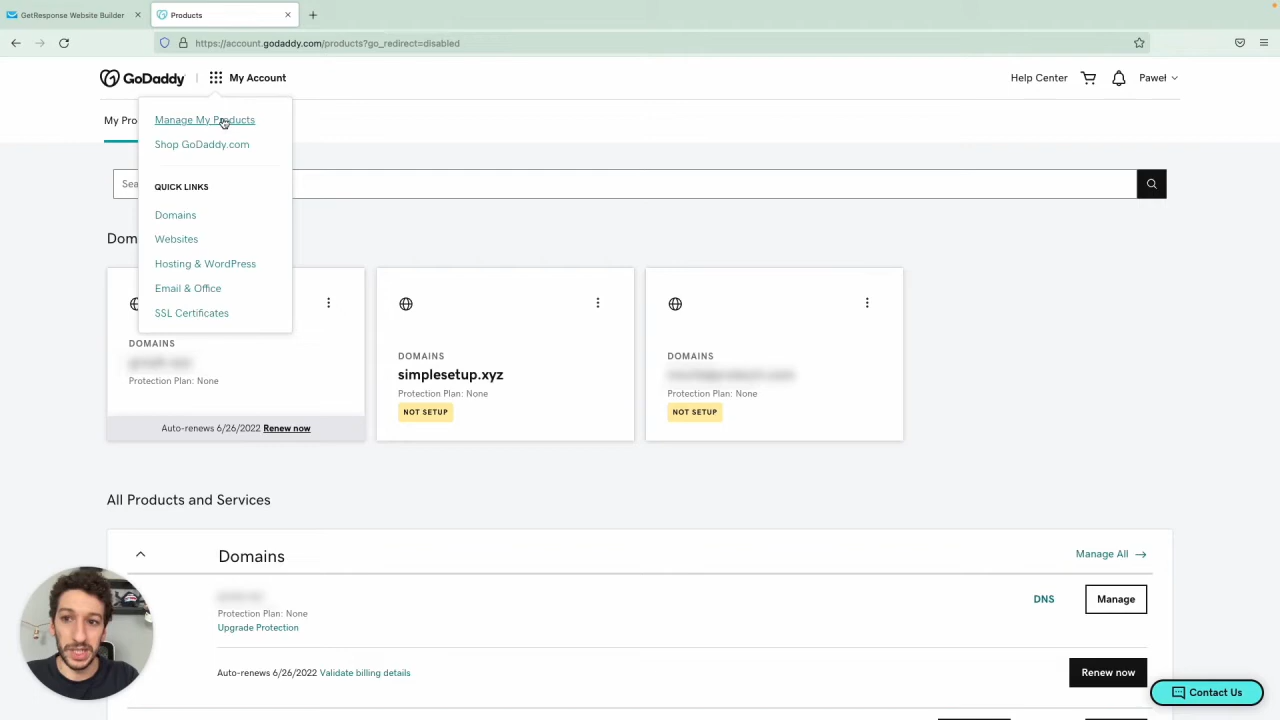 GetResponse Website Builder
Products
https://account.godaddy.com/products?go_redirect=disabled
GoDaddy
My Account
Help Center
Paweł
Manage My Products
My Pro
Shop GoDaddy.com
Sea
QUICK LINKS
Domains
Websites
Dom
Hosting & WordPress
Email & Office
SSL Certificates
DOMAINS
Protection Plan: None
Auto-renews 6/26/2022 Renew now
DOMAINS
simplesetup.xyz
Protection Plan: None
NOT SETUP
DOMAINS
Protection Plan: None
NOT SETUP
All Products and Services
Domains
Manage All →
Protection Plan: None
Upgrade Protection
DNS
Manage
Auto-renews 6/26/2022 Validate billing details
Renew now
Contact Us